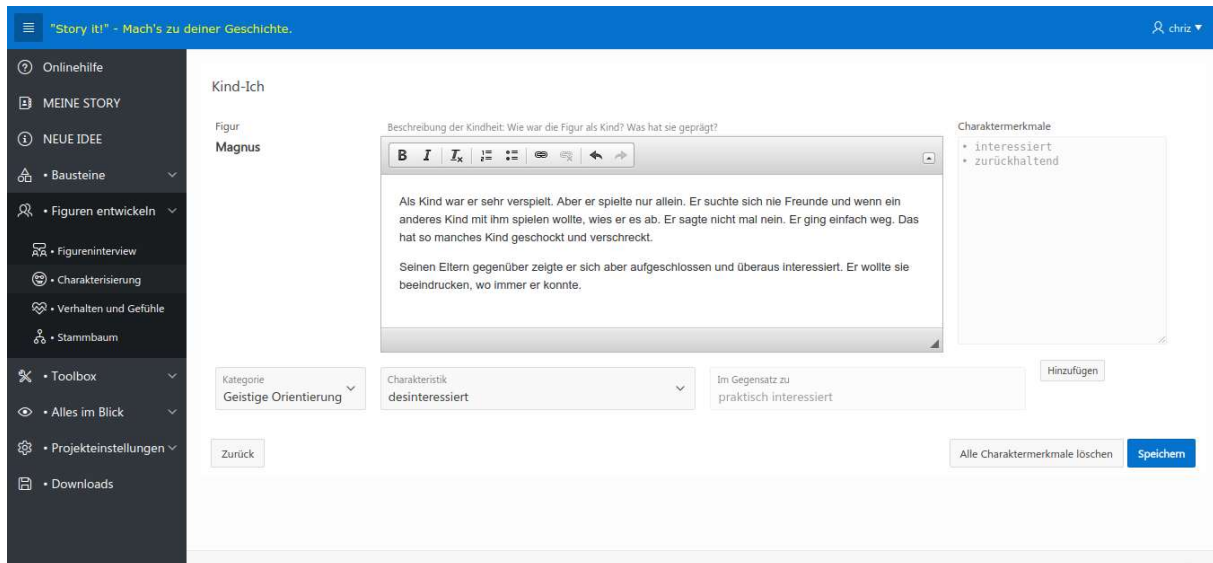 "Story it!" - Mach's zu deiner Geschichte.
chriz
Onlinehilfe
MEINE STORY
NEUE IDEE
• Bausteine
• Figuren entwickeln
• Figureninterview
• Charakterisierung
• Verhalten und Gefühle
• Stammbaum
• Toolbox
• Alles im Blick
• Projekteinstellungen
• Downloads
Kind-Ich
Figur
Magnus
Beschreibung der Kindheit: Wie war die Figur als Kind? Was hat sie geprägt?
Als Kind war er sehr verspielt. Aber er spielte nur allein. Er suchte sich nie Freunde und wenn ein
anderes Kind mit ihm spielen wollte, wies er es ab. Er sagte nicht mal nein. Er ging einfach weg. Das
hat so manches Kind geschockt und verschreckt.
Seinen Eltern gegenüber zeigte er sich aber aufgeschlossen und überaus interessiert. Er wollte sie
beeindrucken, wo immer er konnte.
Charaktermerkmale
• interessiert
• zurückhaltend
Kategorie
Geistige Orientierung
Charakteristik
desinteressiert
Im Gegensatz zu
praktisch interessiert
Hinzufügen
Zurück
Alle Charaktermerkmale löschen
Speichern